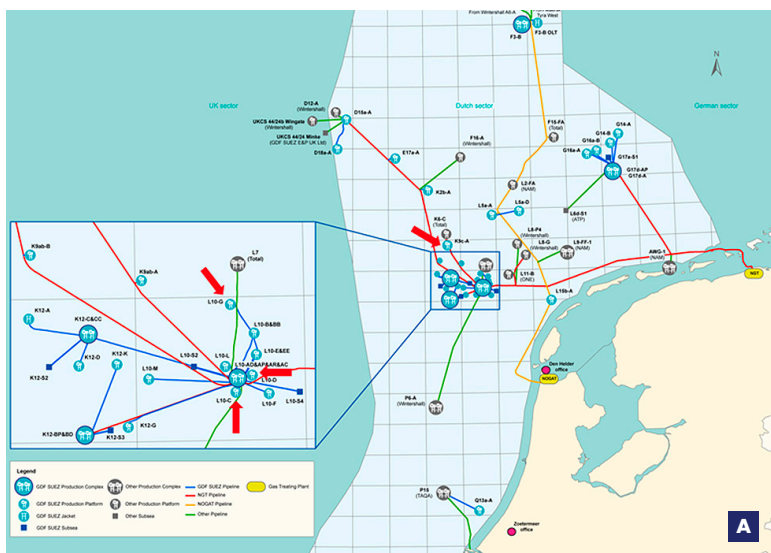 From Wintershall A6-A
Tyra West
F3-B
F3-B OLT
N
UK sector
Dutch sector
German sector
D12-A
(Wintershall)
D15a-A
UKCS 44/24b Wingate
(Wintershall)
UKCS 44/24 Minke
(GDF SUEZ E&P UK Ltd)
D18a-A
E17a-A
F16-A
(Wintershall)
F15-FA
(Total)
G14-A
G14-B
G16a-B
G16a-A
G17a-S1
G17d-AP
G17d-A
K2b-A
L2-FA
(NAM)
L5a-A
L5a-D
L6d-S1
(ATP)
K6-C
(Total)
K9c-A
L8-P4
(Wintershall)
L8-G
(Wintershall)
L9-FF-1
(NAM)
AWG-1
(NAM)
NGT
L11-B
(ONE)
L15b-A
Den Helder
office
NOGAT
P6-A
(Wintershall)
P15
(TAQA)
Q13a-A
Zoetermeer
office
K9ab-B
K9ab-A
L7
(Total)
L10-G
K12-A
K12-C&CC
L10-B&BB
L10-E&EE
K12-K
L10-S2
L10-L
L10-AD&AP&AR&AC
K12-S2
K12-D
L10-M
L10-D
L10-C
L10-F
L10-S4
K12-BP&BD
K12-S3
K12-G
Legend
GDF SUEZ Production Complex
Other Production Complex
GDF SUEZ Pipeline
Gas Treating Plant
NGT Pipeline
GDF SUEZ Production Platform
Other Production Platform
NOGAT Pipeline
GDF SUEZ Jacket
Other Subsea
Other Pipeline
GDF SUEZ Subsea
A